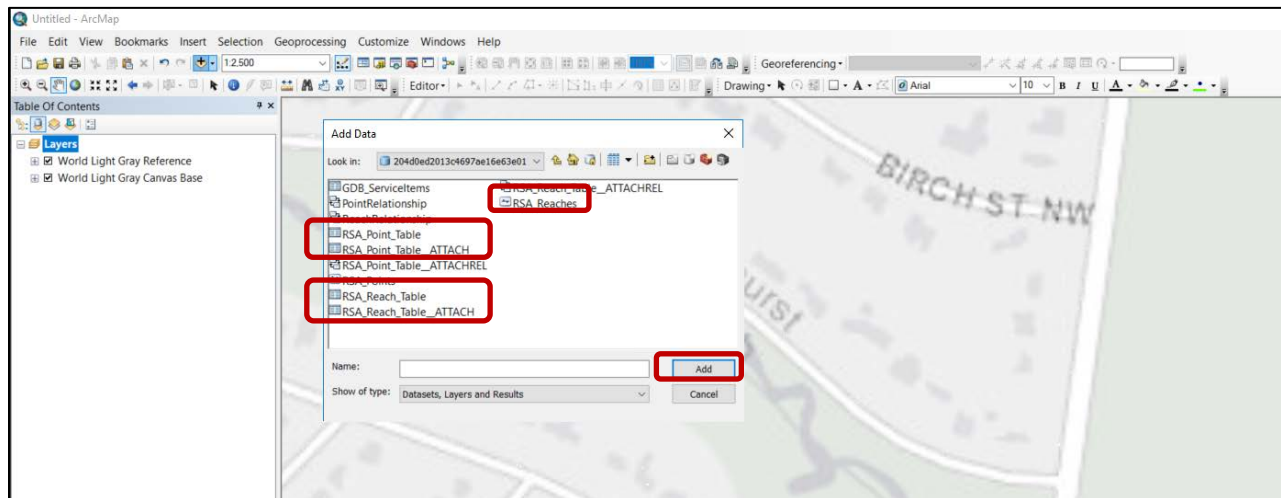 Untitled - ArcMap
File Edit View Bookmarks Insert Selection Geoprocessing Customize Windows Help
1:2,500 Georeferencing
Editor Drawing A Arial 10 B I U A
Table Of Contents
Layers
World Light Gray Reference
World Light Gray Canvas Base
Add Data
Look in: 204d0ed2013c4697ae16e63e01
GDB_ServiceItems
PointRelationship
ReachRelationship
RSA_Point_Table
RSA_Point_Table__ATTACH
RSA_Point_Table__ATTACHREL
RSA_Points
RSA_Reach_Table
RSA_Reach_Table__ATTACH
RSA_Reach_Table__ATTACHREL
RSA_Reaches
Name:
Add
Show of type: Datasets, Layers and Results
Cancel
BIRCH ST NW
urst